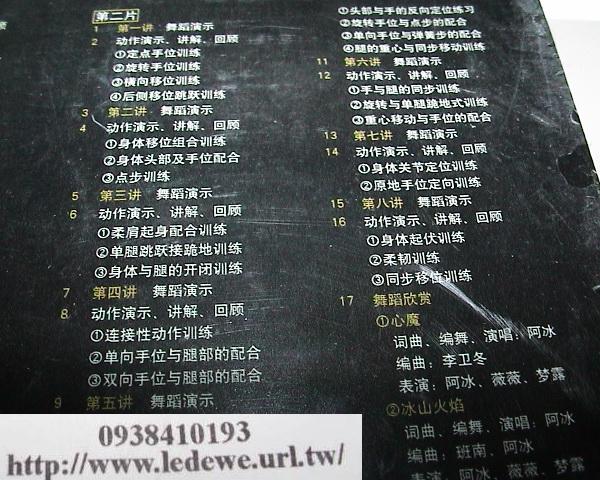 第二片
1 第一讲 舞蹈演示
2 动作演示、讲解、回顾
①定点手位训练
②旋转手位训练
③横向移位训练
④后侧移位跳跃训练
3 第二讲 舞蹈演示
4 动作演示、讲解、回顾
①身体移位组合训练
②身体头部及手位配合
③点步训练
5 第三讲 舞蹈演示
6 动作演示、讲解、回顾
①柔肩起身配合训练
②单腿跳跃接跪地训练
③身体与腿的开闭训练
7 第四讲 舞蹈演示
8 动作演示、讲解、回顾
①连接性动作训练
②单向手位与腿部的配合
③双向手位与腿部的配合
9 第五讲 舞蹈演示
①头部与手的反向定位练习
②旋转手位与点步的配合
③单向手位与弹簧步的配合
④腿的重心与同步移动训练
11 第六讲 舞蹈演示
12 动作演示、讲解、回顾
①手与腿的同步训练
②旋转与单腿跪地式训练
③重心移动与手位的配合
13 第七讲 舞蹈演示
14 动作演示、讲解、回顾
①身体关节定位训练
②原地手位定向训练
15 第八讲 舞蹈演示
16 动作演示、讲解、回顾
①身体起伏训练
②柔韧训练
③同步移位训练
17 舞蹈欣赏
①心魔
词曲、编舞、演唱：阿冰
编曲：李卫冬
表演：阿冰、薇薇、梦露
②冰山火焰
词曲、编舞、演唱：阿冰
编曲：班南、阿冰
表演：阿冰、薇薇、梦露
0938410193
http://www.ledewe.url.tw/